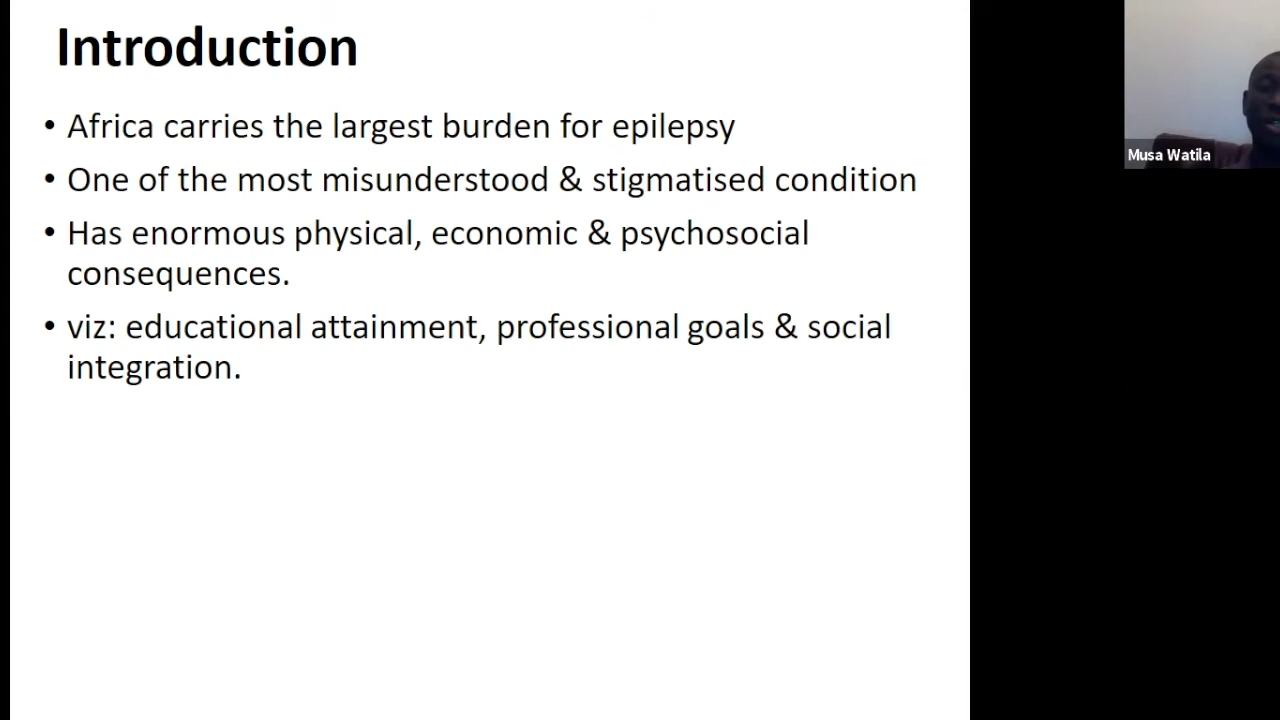 Introduction
• Africa carries the largest burden for epilepsy
• One of the most misunderstood & stigmatised condition
• Has enormous physical, economic & psychosocial
consequences.
• viz: educational attainment, professional goals & social
integration.
Musa Watila